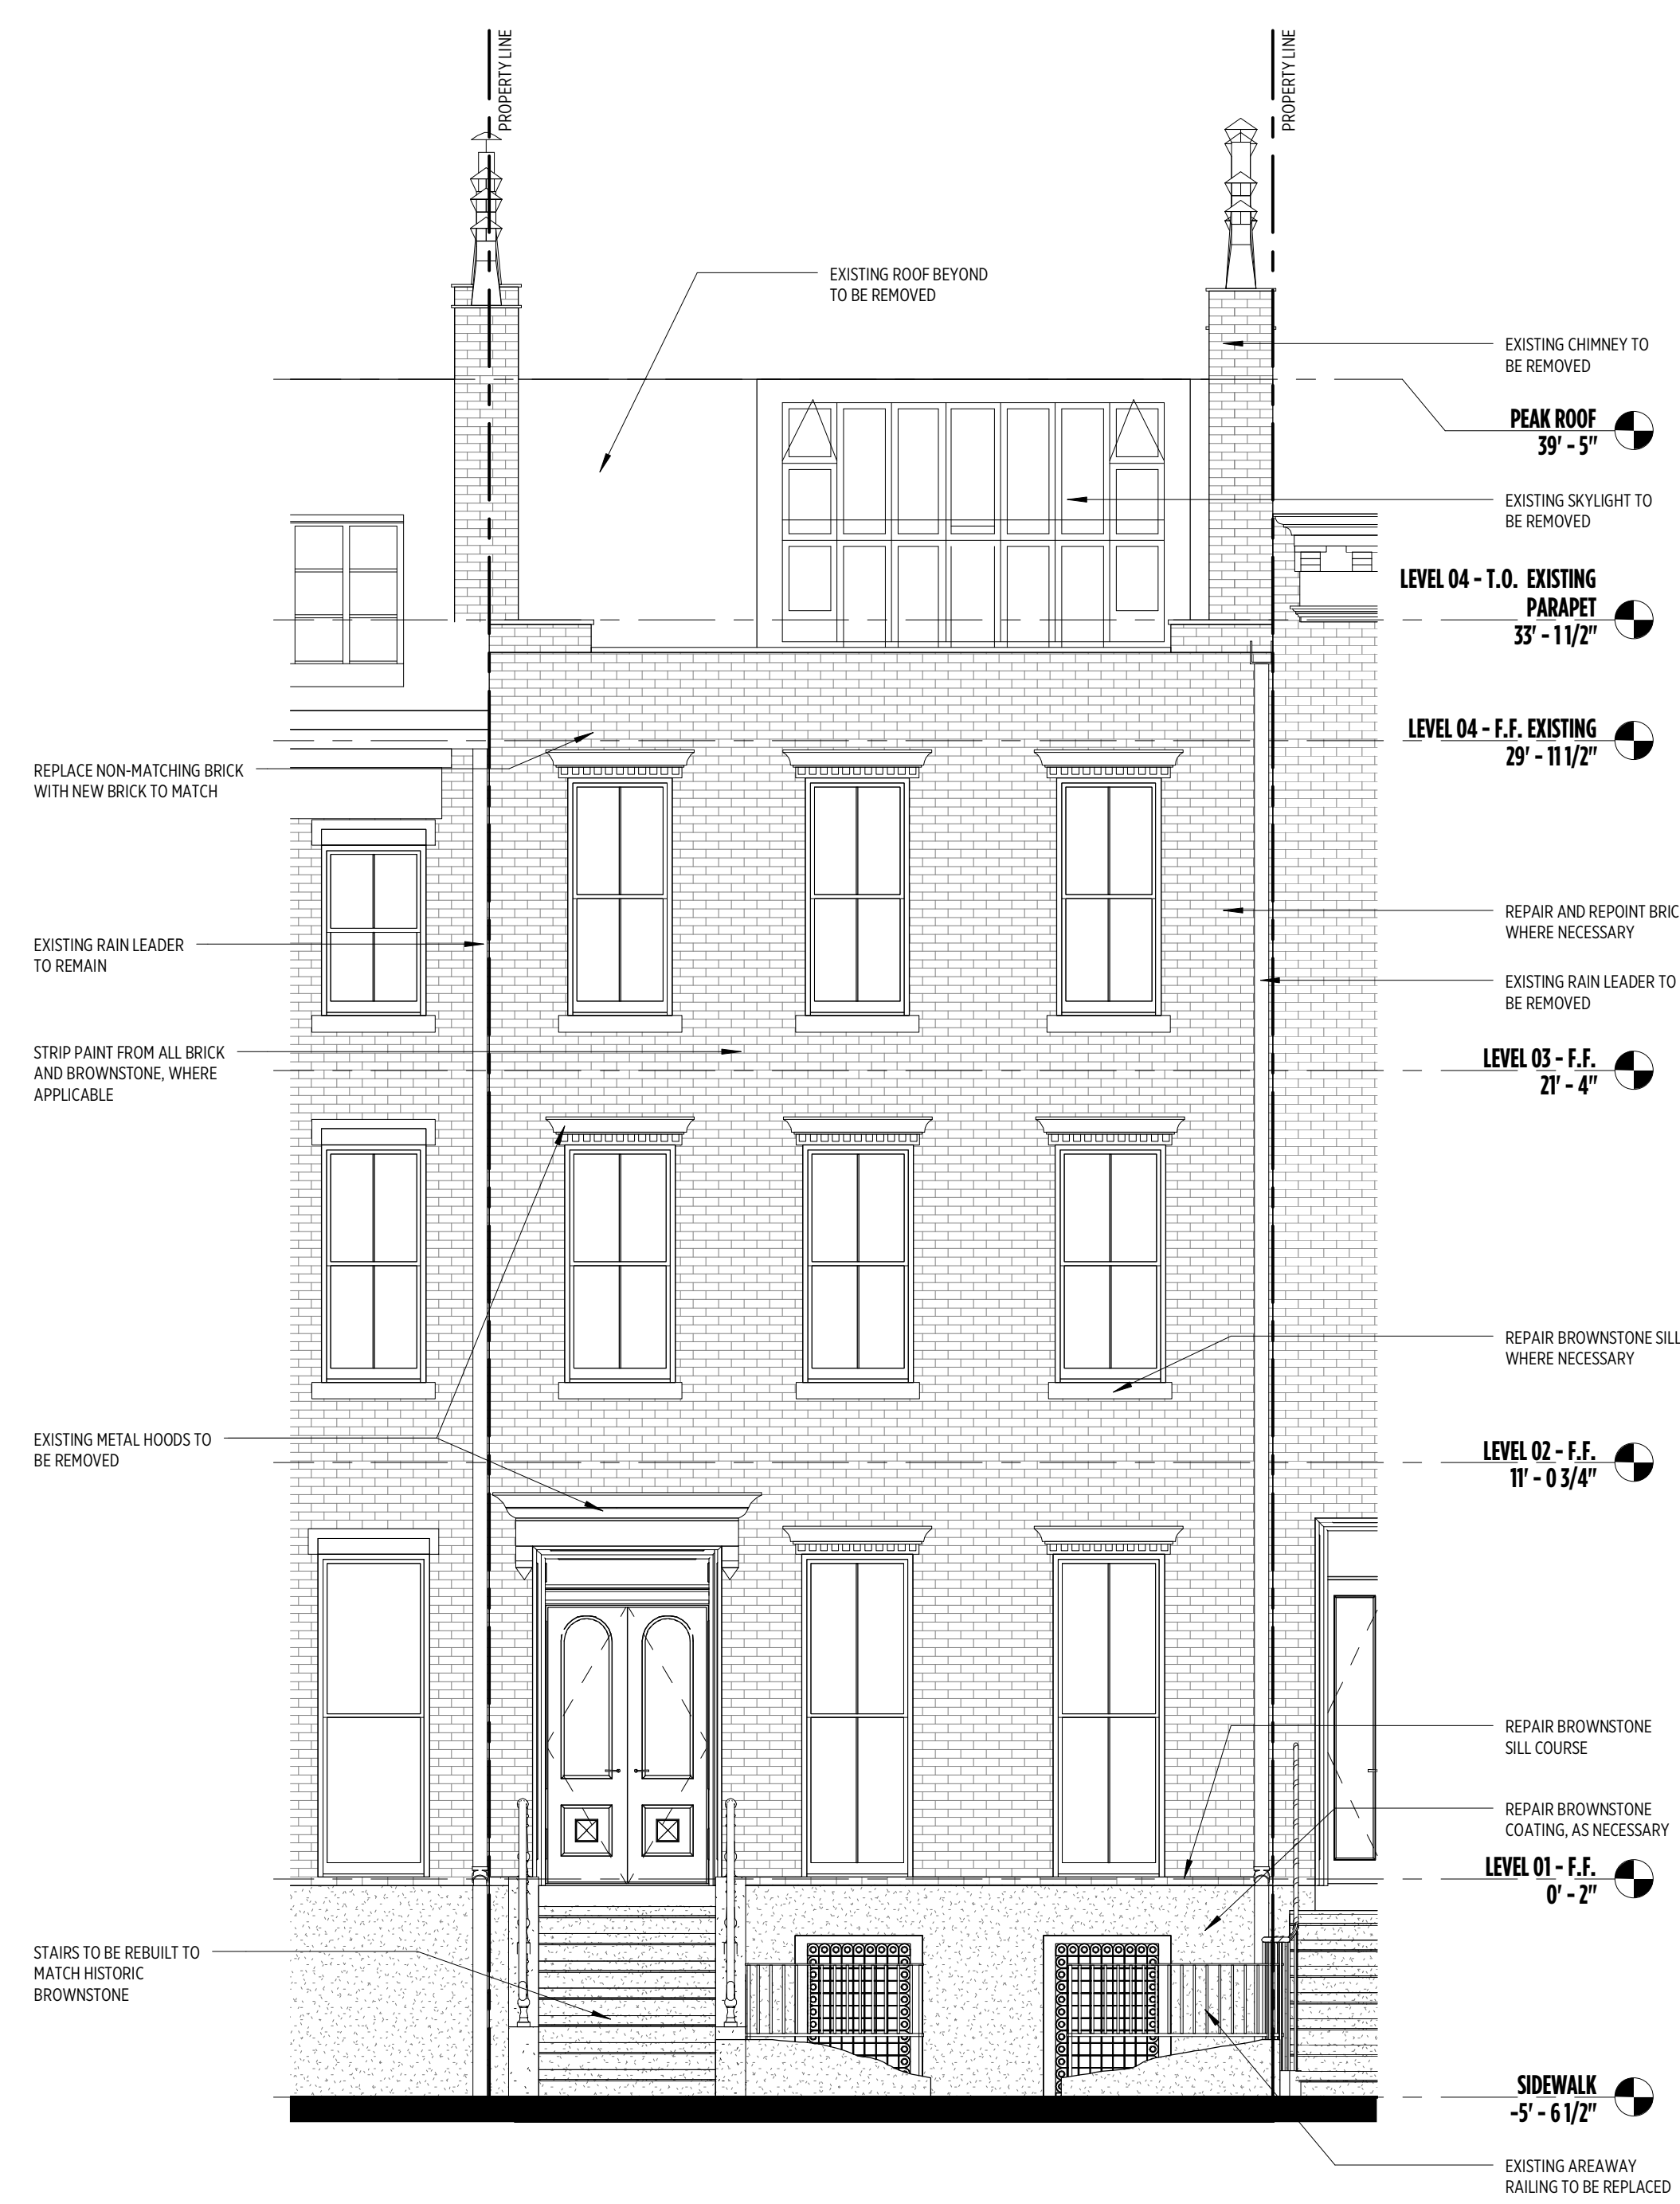 PROPERTY LINE
PROPERTY LINE
EXISTING ROOF BEYOND
TO BE REMOVED
EXISTING CHIMNEY TO
BE REMOVED
PEAK ROOF
39' - 5"
EXISTING SKYLIGHT TO
BE REMOVED
LEVEL 04 - T.O. EXISTING
PARAPET
33' - 1 1/2"
LEVEL 04 - F.F. EXISTING
29' - 11 1/2"
REPLACE NON-MATCHING BRICK
WITH NEW BRICK TO MATCH
REPAIR AND REPOINT BRIC
WHERE NECESSARY
EXISTING RAIN LEADER
TO REMAIN
EXISTING RAIN LEADER TO
BE REMOVED
STRIP PAINT FROM ALL BRICK
AND BROWNSTONE, WHERE
APPLICABLE
LEVEL 03 - F.F.
21' - 4"
REPAIR BROWNSTONE SILL
WHERE NECESSARY
EXISTING METAL HOODS TO
BE REMOVED
LEVEL 02 - F.F.
11' - 0 3/4"
REPAIR BROWNSTONE
SILL COURSE
REPAIR BROWNSTONE
COATING, AS NECESSARY
LEVEL 01 - F.F.
0' - 2"
STAIRS TO BE REBUILT TO
MATCH HISTORIC
BROWNSTONE
SIDEWALK
-5' - 6 1/2"
EXISTING AREAWAY
RAILING TO BE REPLACED